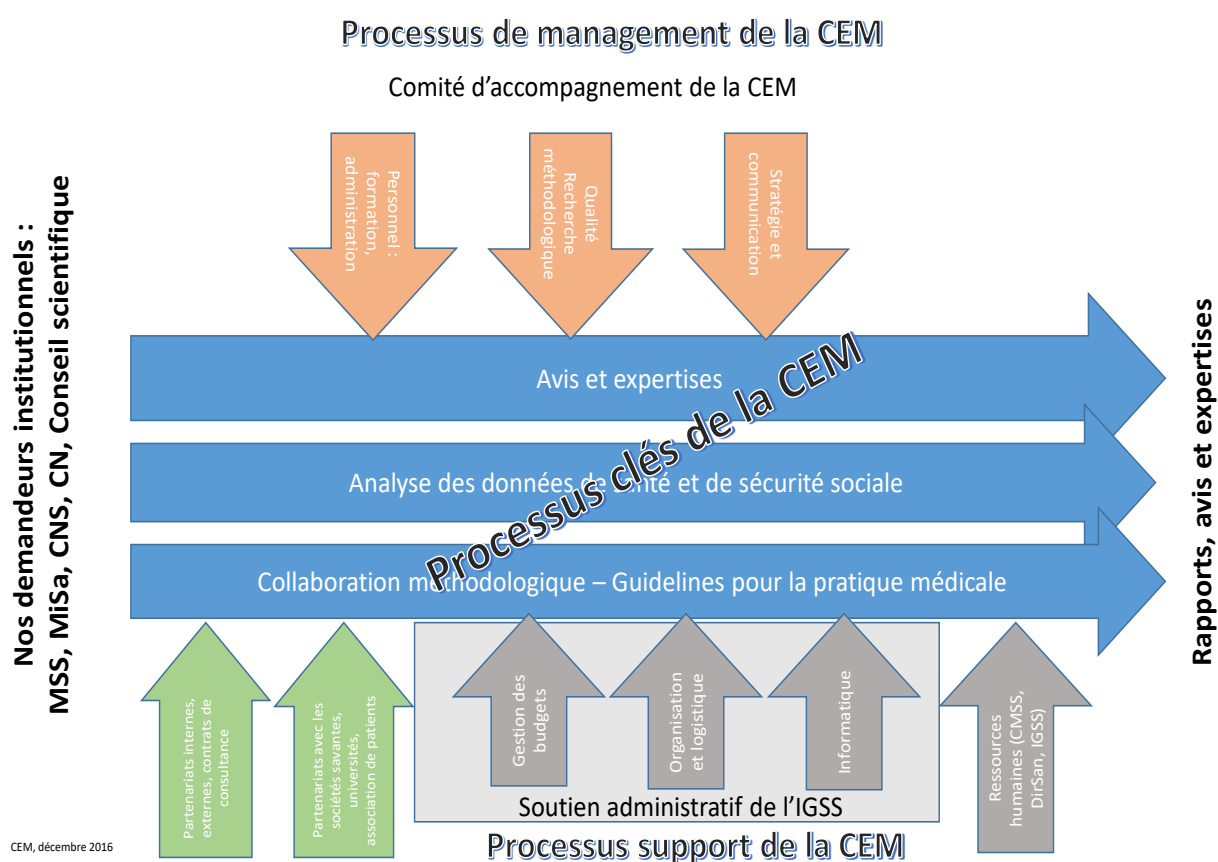 Processus de management de la CEM
Comité d’accompagnement de la CEM
Nos demandeurs institutionnels :
MSS, MiSa, CNS, CN, Conseil scientifique
Personnel :
formation,
administration
Qualité
Recherche
méthodologique
Stratégie et
communication
Avis et expertises
Analyse des données de santé et de sécurité sociale
Collaboration méthodologique – Guidelines pour la pratique médicale
Processus clés de la CEM
Rapports, avis et expertises
Partenariats internes,
externes, contrats de
consultance
Partenariats avec les
sociétés savantes,
universités,
association de patients
Gestion des
budgets
Organisation
et logistique
Informatique
Ressources
humaines (CMSS,
DirSan, IGSS)
Soutien administratif de l’IGSS
Processus support de la CEM
CEM, décembre 2016